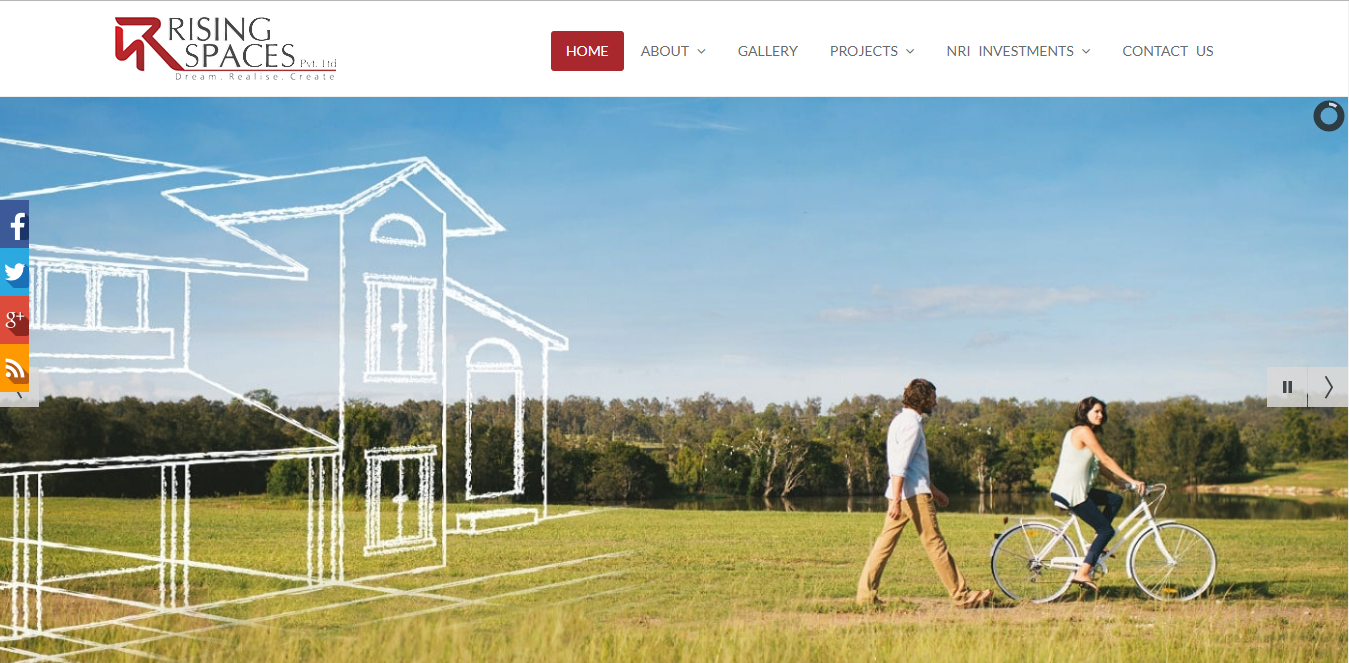 RISING
SPACES Pvt. Ltd
Dream. Realise. Create
HOME ABOUT GALLERY PROJECTS NRI INVESTMENTS CONTACT US
f
g+